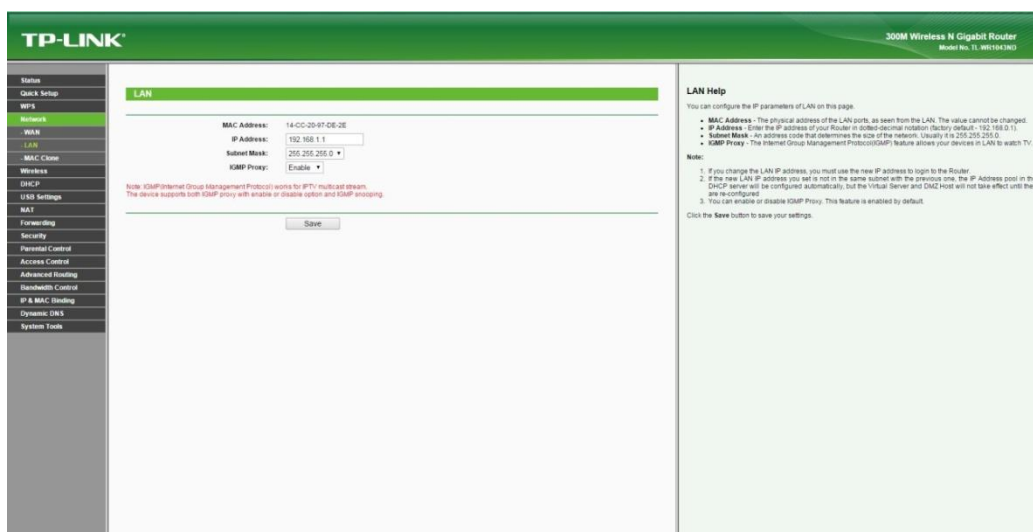 TP-LINK®
300M Wireless N Gigabit Router
Model No. TL-WR1043ND
Status
Quick Setup
WPS
Network
- WAN
- LAN
- MAC Clone
Wireless
DHCP
USB Settings
NAT
Forwarding
Security
Parental Control
Access Control
Advanced Routing
Bandwidth Control
IP & MAC Binding
Dynamic DNS
System Tools
LAN
MAC Address: 14-CC-20-97-DE-2E
IP Address: 192.168.1.1
Subnet Mask: 255.255.255.0
IGMP Proxy: Enable
Note: IGMP(Internet Group Management Protocol) works for IPTV multicast stream.
The device supports both IGMP proxy with enable or disable option and IGMP snooping.
Save
LAN Help
You can configure the IP parameters of LAN on this page.
• MAC Address - The physical address of the LAN ports, as seen from the LAN. The value cannot be changed.
• IP Address - Enter the IP address of your Router in dotted-decimal notation (factory default - 192.168.0.1).
• Subnet Mask - An address code that determines the size of the network. Usually it is 255.255.255.0.
• IGMP Proxy - The Internet Group Management Protocol(IGMP) feature allows your devices in LAN to watch TV.
Note:
1. If you change the LAN IP address, you must use the new IP address to login to the Router.
2. If the new LAN IP address you set is not in the same subnet with the previous one, the IP Address pool in th
DHCP server will be configured automatically, but the Virtual Server and DMZ Host will not take effect until the
are re-configured
3. You can enable or disable IGMP Proxy. This feature is enabled by default.
Click the Save button to save your settings.